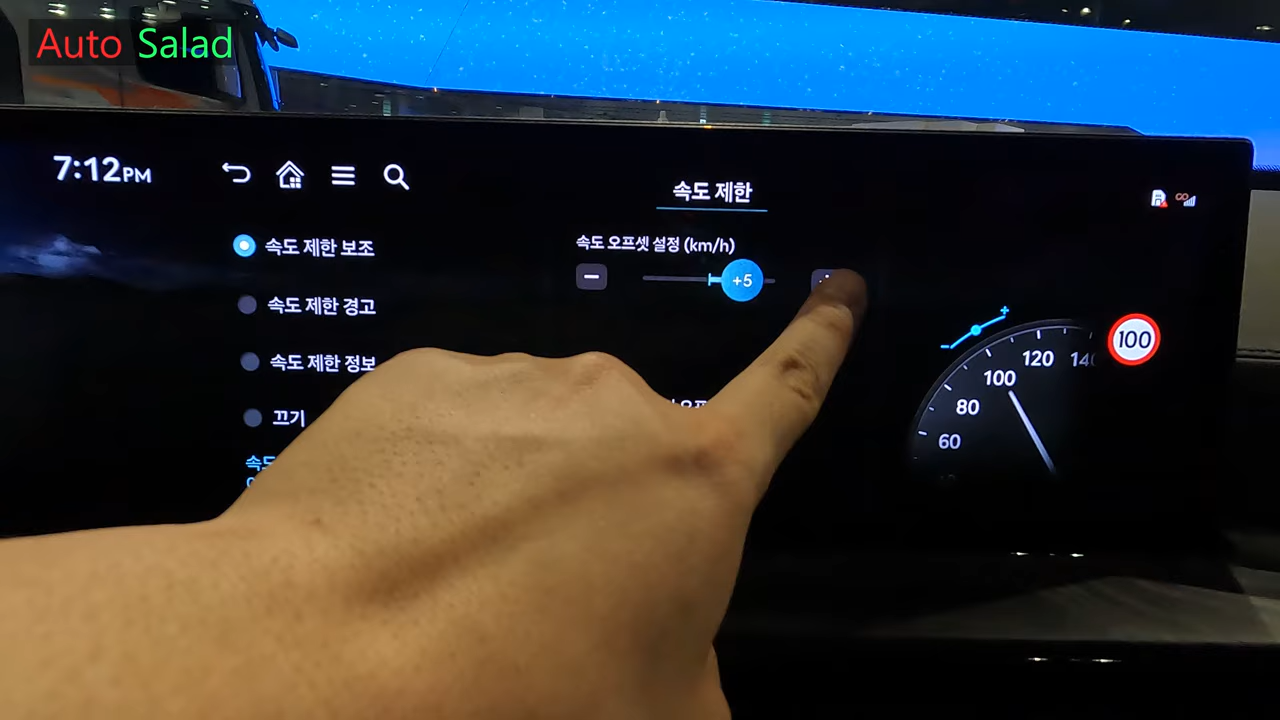 Auto Salad
7:12PM
속도 제한
속도 제한 보조
속도 오프셋 설정 (km/h)
+5
속도 제한 경고
속도 제한 정보
끄기
속도
100
140
120
100
80
60